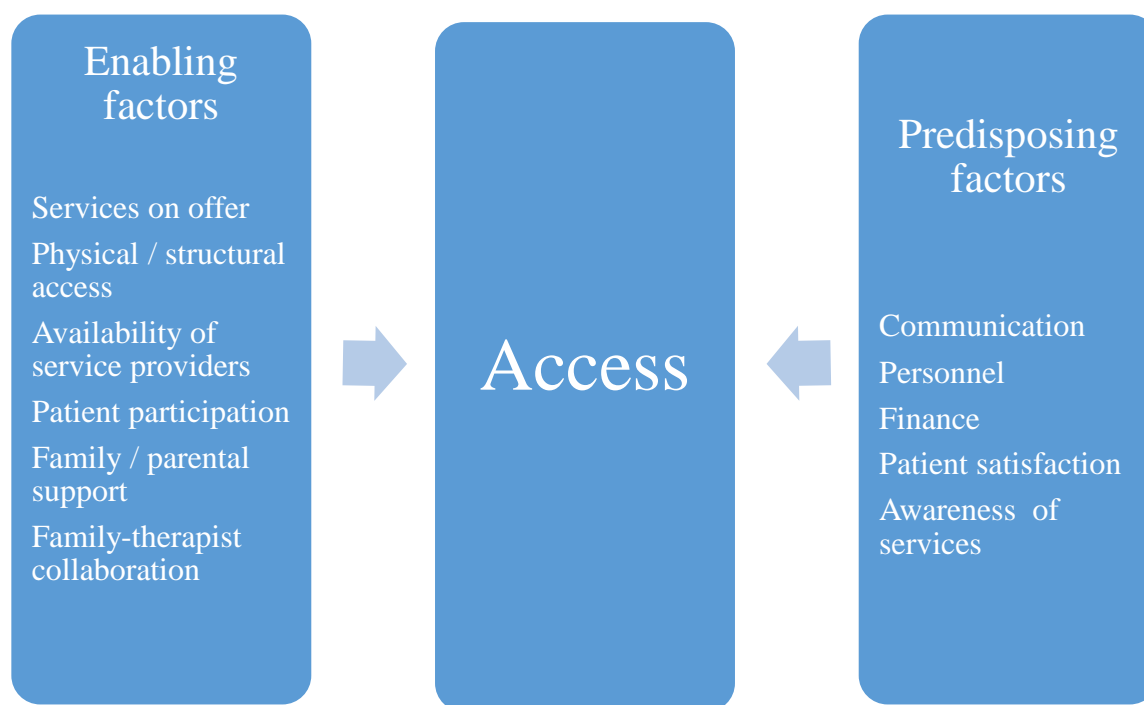 Enabling
factors
Services on offer
Physical / structural
access
Availability of
service providers
Patient participation
Family / parental
support
Family-therapist
collaboration
Access
Predisposing
factors
Communication
Personnel
Finance
Patient satisfaction
Awareness  of
services